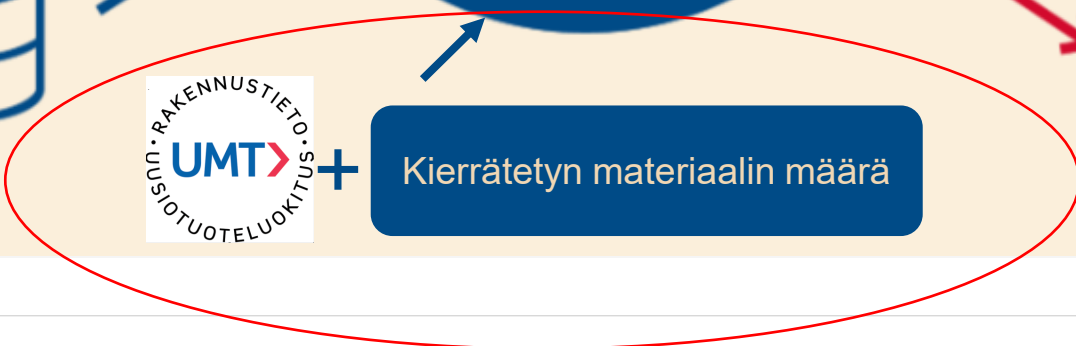 RAKENNUSTIETO
UMT
UUSIOTUOTELUOKITUS
+
Kierrätetyn materiaalin määrä